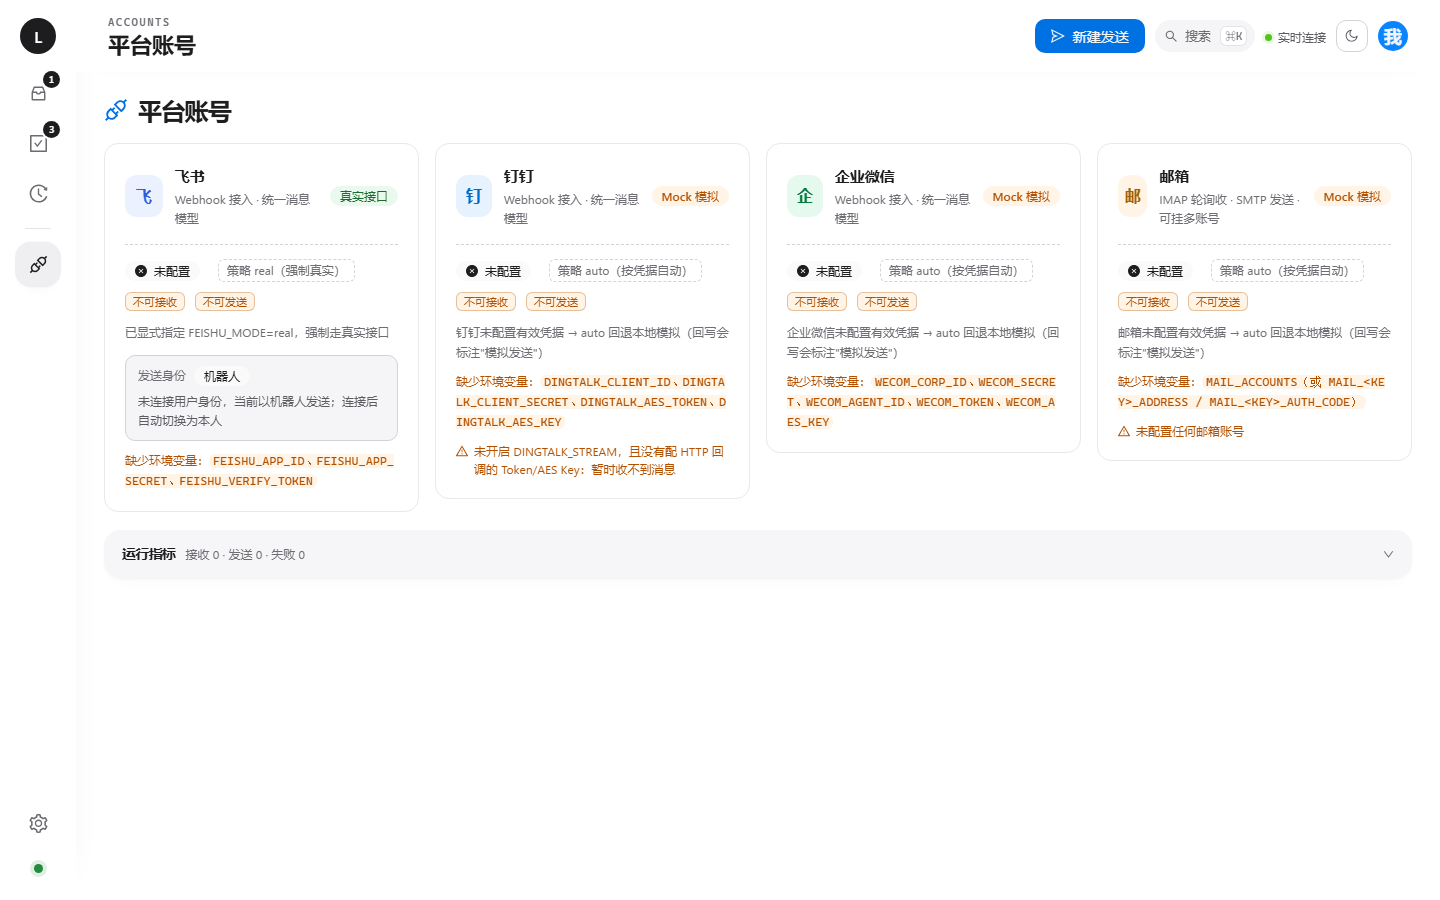 L
ACCOUNTS
平台账号
新建发送
搜索 ⌘K
实时连接
我
1
3
平台账号
飞
飞书
Webhook 接入 · 统一消息
模型
真实接口
未配置
策略 real（强制真实）
不可接收
不可发送
已显式指定 FEISHU_MODE=real，强制走真实接口
发送身份 机器人
未连接用户身份，当前以机器人发送；连接后
自动切换为本人
缺少环境变量： FEISHU_APP_ID、FEISHU_APP_
SECRET、FEISHU_VERIFY_TOKEN
钉
钉钉
Webhook 接入 · 统一消息
模型
Mock 模拟
未配置
策略 auto（按凭据自动）
不可接收
不可发送
钉钉未配置有效凭据 → auto 回退本地模拟（回写会
标注"模拟发送"）
缺少环境变量： DINGTALK_CLIENT_ID、DINGTA
LK_CLIENT_SECRET、DINGTALK_AES_TOKEN、D
INGTALK_AES_KEY
未开启 DINGTALK_STREAM，且没有配 HTTP 回
调的 Token/AES Key：暂时收不到消息
企
企业微信
Webhook 接入 · 统一消息
模型
Mock 模拟
未配置
策略 auto（按凭据自动）
不可接收
不可发送
企业微信未配置有效凭据 → auto 回退本地模拟（回
写会标注"模拟发送"）
缺少环境变量： WECOM_CORP_ID、WECOM_SECRE
T、WECOM_AGENT_ID、WECOM_TOKEN、WECOM_A
ES_KEY
邮
邮箱
IMAP 轮询收 · SMTP 发送 ·
可挂多账号
Mock 模拟
未配置
策略 auto（按凭据自动）
不可接收
不可发送
邮箱未配置有效凭据 → auto 回退本地模拟（回写会
标注"模拟发送"）
缺少环境变量： MAIL_ACCOUNTS（或 MAIL_<KE
Y>_ADDRESS / MAIL_<KEY>_AUTH_CODE）
未配置任何邮箱账号
运行指标 接收 0 · 发送 0 · 失败 0